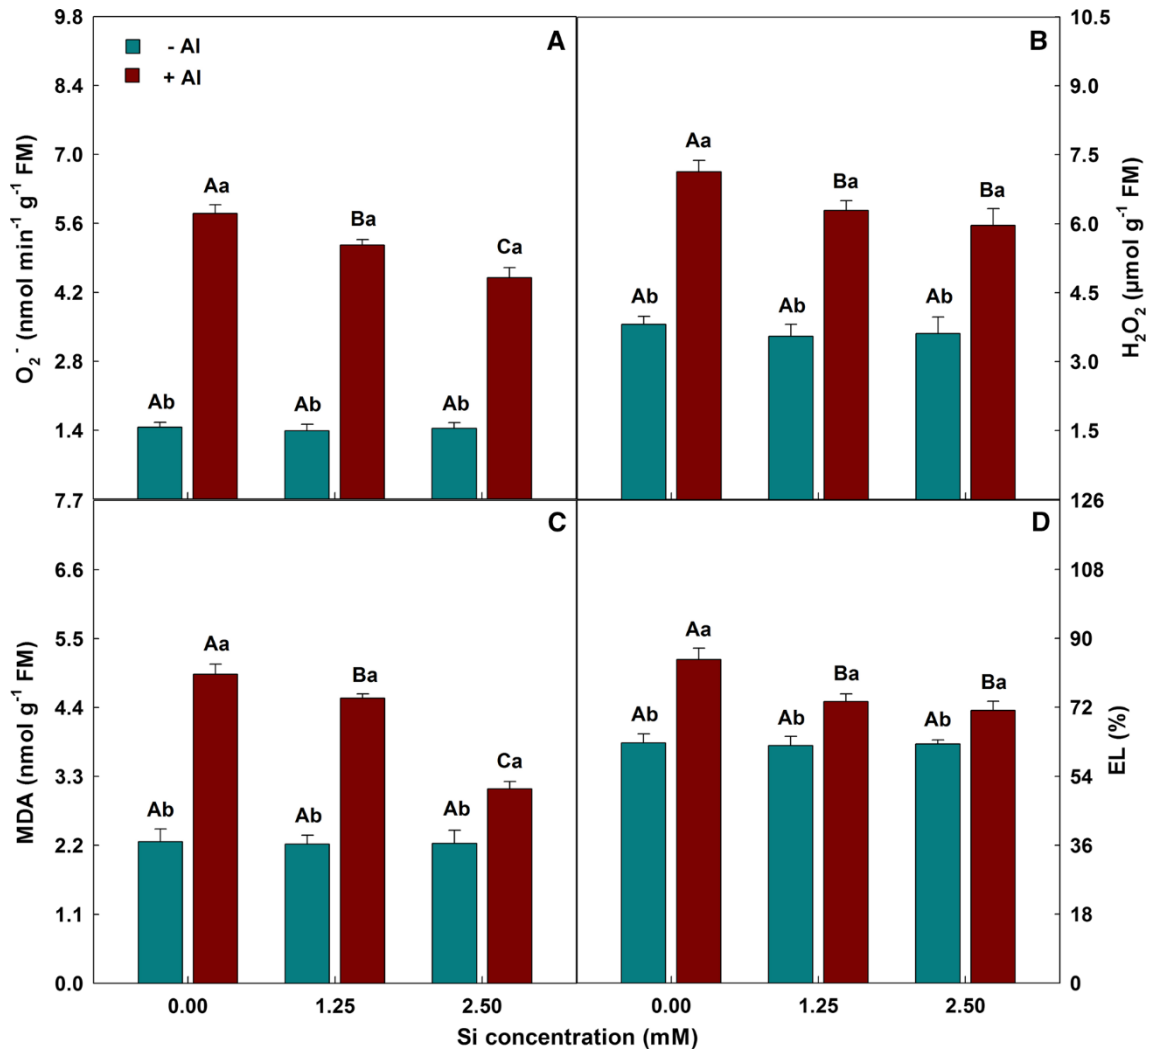 9.8
8.4
7.0
5.6
4.2
2.8
1.4
O₂⁻ (nmol min⁻¹ g⁻¹ FM)
- Al
+ Al
A
Aa
Ba
Ca
Ab
Ab
Ab
B
Aa
Ba
Ba
Ab
Ab
Ab
10.5
9.0
7.5
6.0
4.5
3.0
1.5
H₂O₂ (µmol g⁻¹ FM)
7.7
6.6
5.5
4.4
3.3
2.2
1.1
0.0
MDA (nmol g⁻¹ FM)
C
Aa
Ba
Ca
Ab
Ab
Ab
D
Aa
Ba
Ba
Ab
Ab
Ab
126
108
90
72
54
36
18
0
EL (%)
0.00 1.25 2.50 0.00 1.25 2.50
Si concentration (mM)